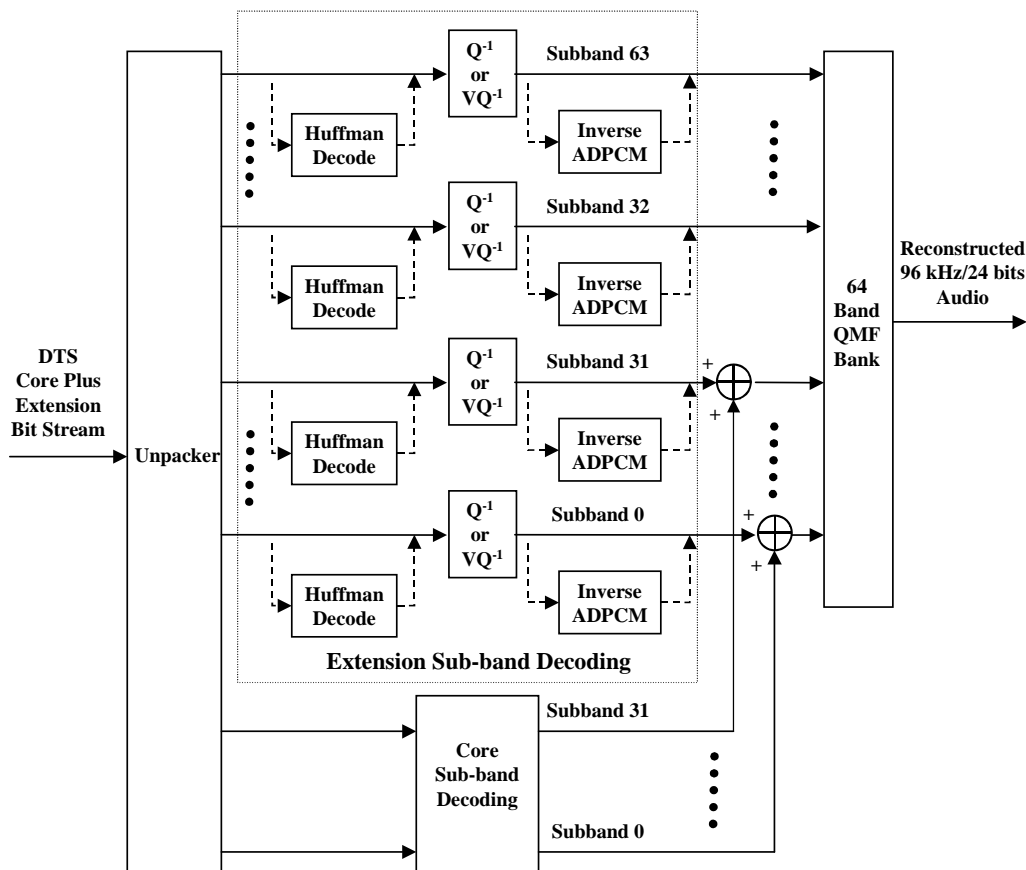 Q-1
or
VQ-1
Subband 63
Huffman
Decode
Inverse
ADPCM
Q-1
or
VQ-1
Subband 32
Huffman
Decode
Inverse
ADPCM
Reconstructed
96 kHz/24 bits
Audio
64
Band
QMF
Bank
DTS
Core Plus
Extension
Bit Stream
Unpacker
Q-1
or
VQ-1
Subband 31
+
+
Huffman
Decode
Inverse
ADPCM
Q-1
or
VQ-1
Subband 0
+
+
Huffman
Decode
Inverse
ADPCM
Extension Sub-band Decoding
Subband 31
Core
Sub-band
Decoding
Subband 0